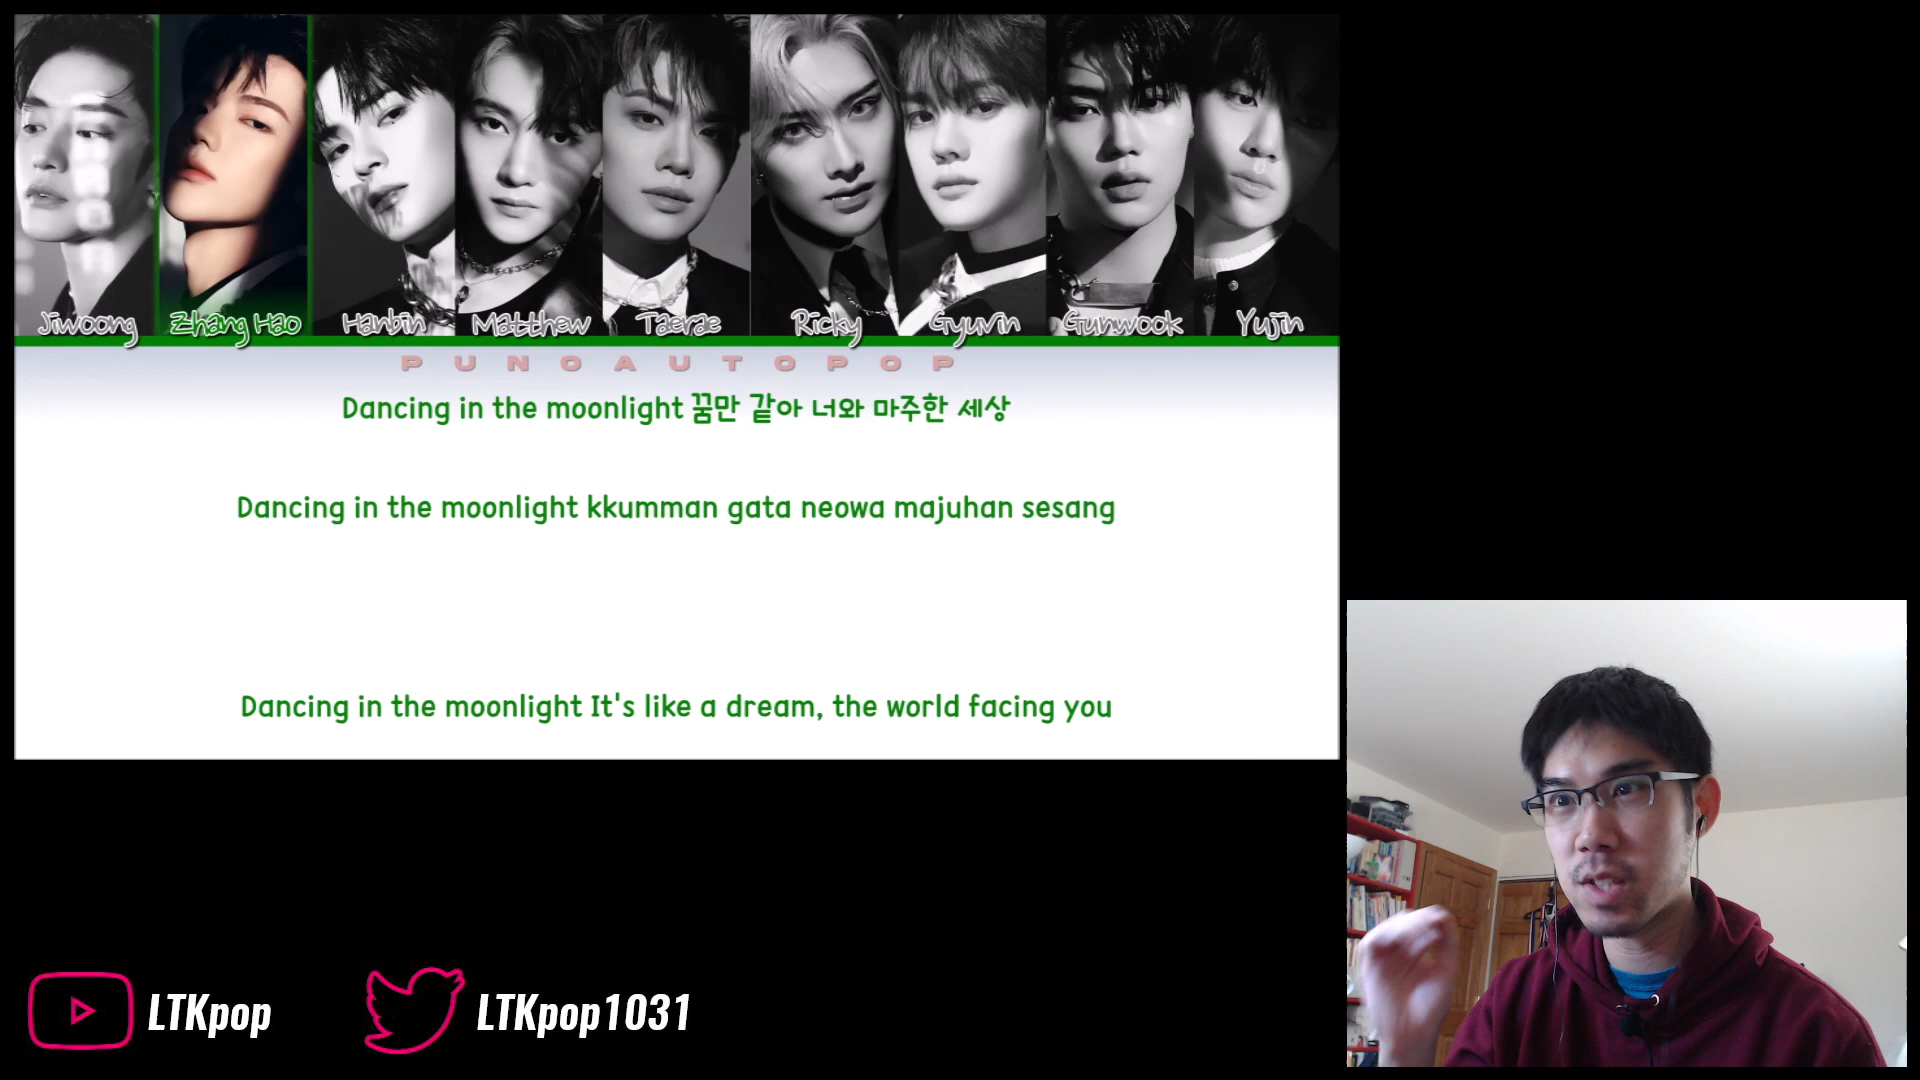 Jiwoong Zhang Hao Hanbin Matthew Taerae Ricky Gyuvin Gunwook Yujin
PUNOAUTOPOP
Dancing in the moonlight 꿈만 같아 너와 마주한 세상
Dancing in the moonlight kkumman gata neowa majuhan sesang
Dancing in the moonlight It's like a dream, the world facing you
LTKpop LTKpop1031